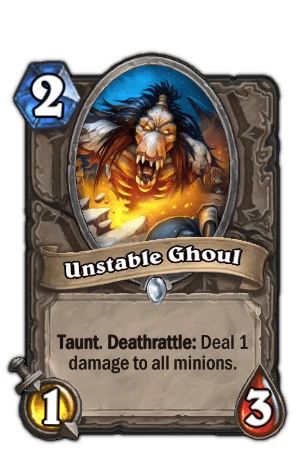 2
Unstable Ghoul
Taunt. Deathrattle: Deal 1
damage to all minions.
1
3